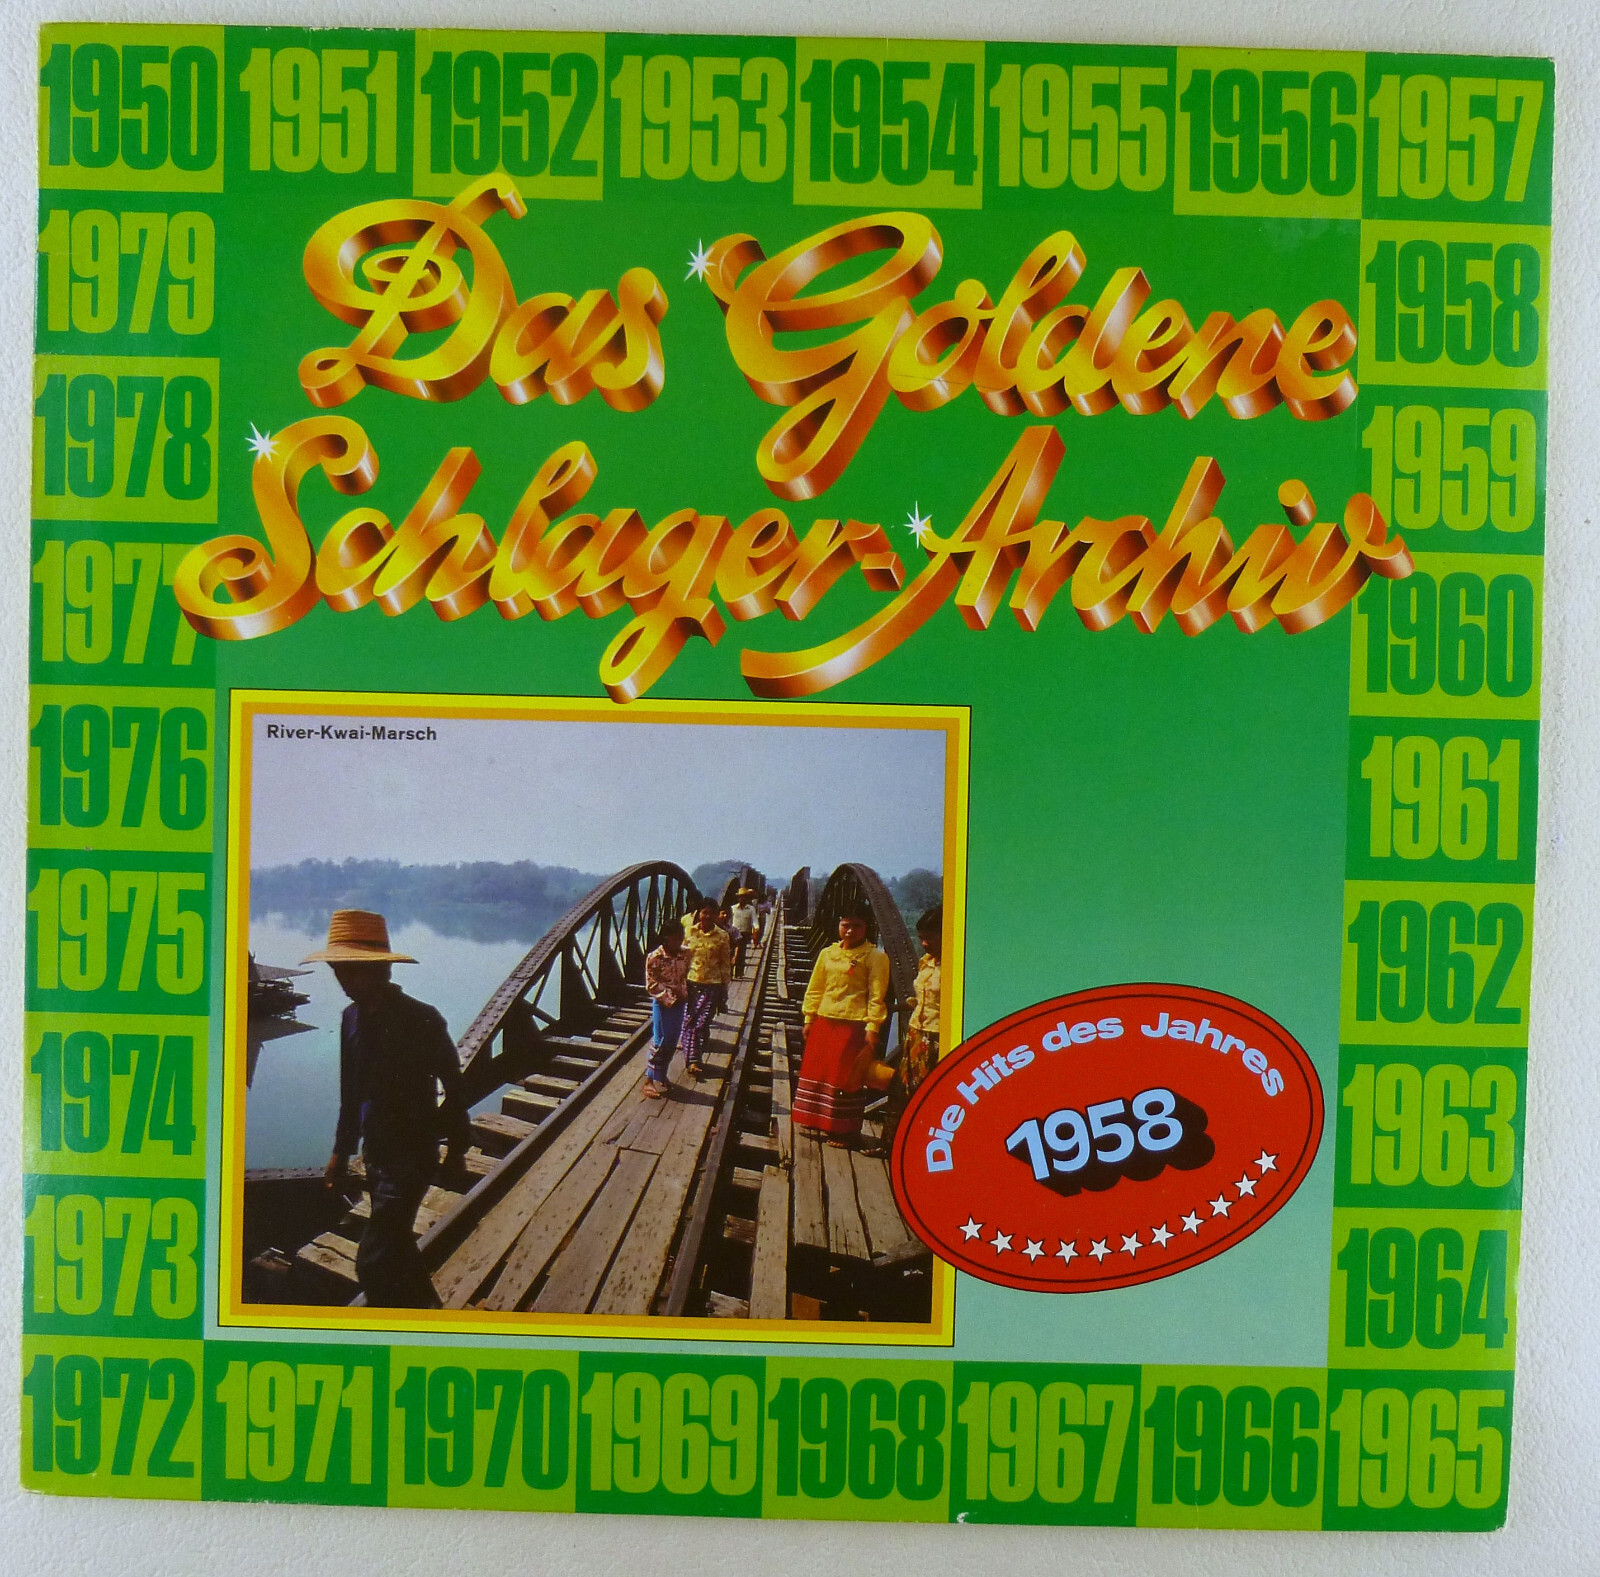 1950 1951 1952 1953 1954 1955 1956 1957
1979
1958
Das Goldene
1978
1959
Schlager-Archiv
1977
1960
1976
River-Kwai-Marsch
1961
1975
1962
1974
Die Hits des Jahres
1958
1963
1973
1964
1972 1971 1970 1969 1968 1967 1966 1965